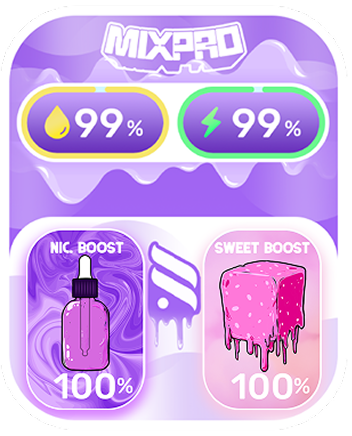 MIXPRO
99% 99%
NIC. BOOST SWEET BOOST
100% 100%